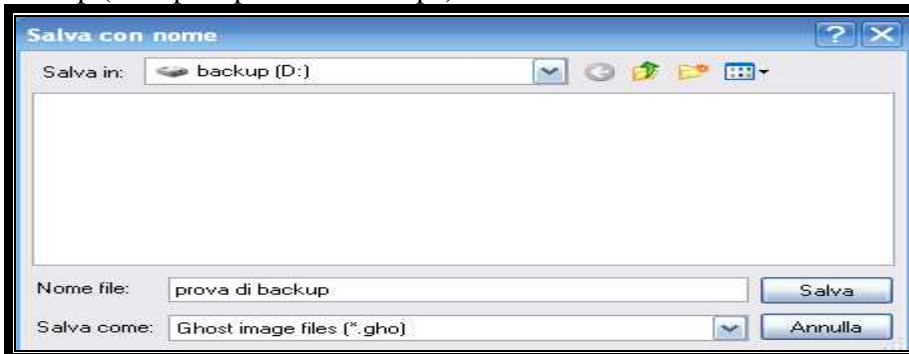 Salva con nome
Salva in: backup (D:)
Nome file: prova di backup Salva
Salva come: Ghost image files (*.gho) Annulla